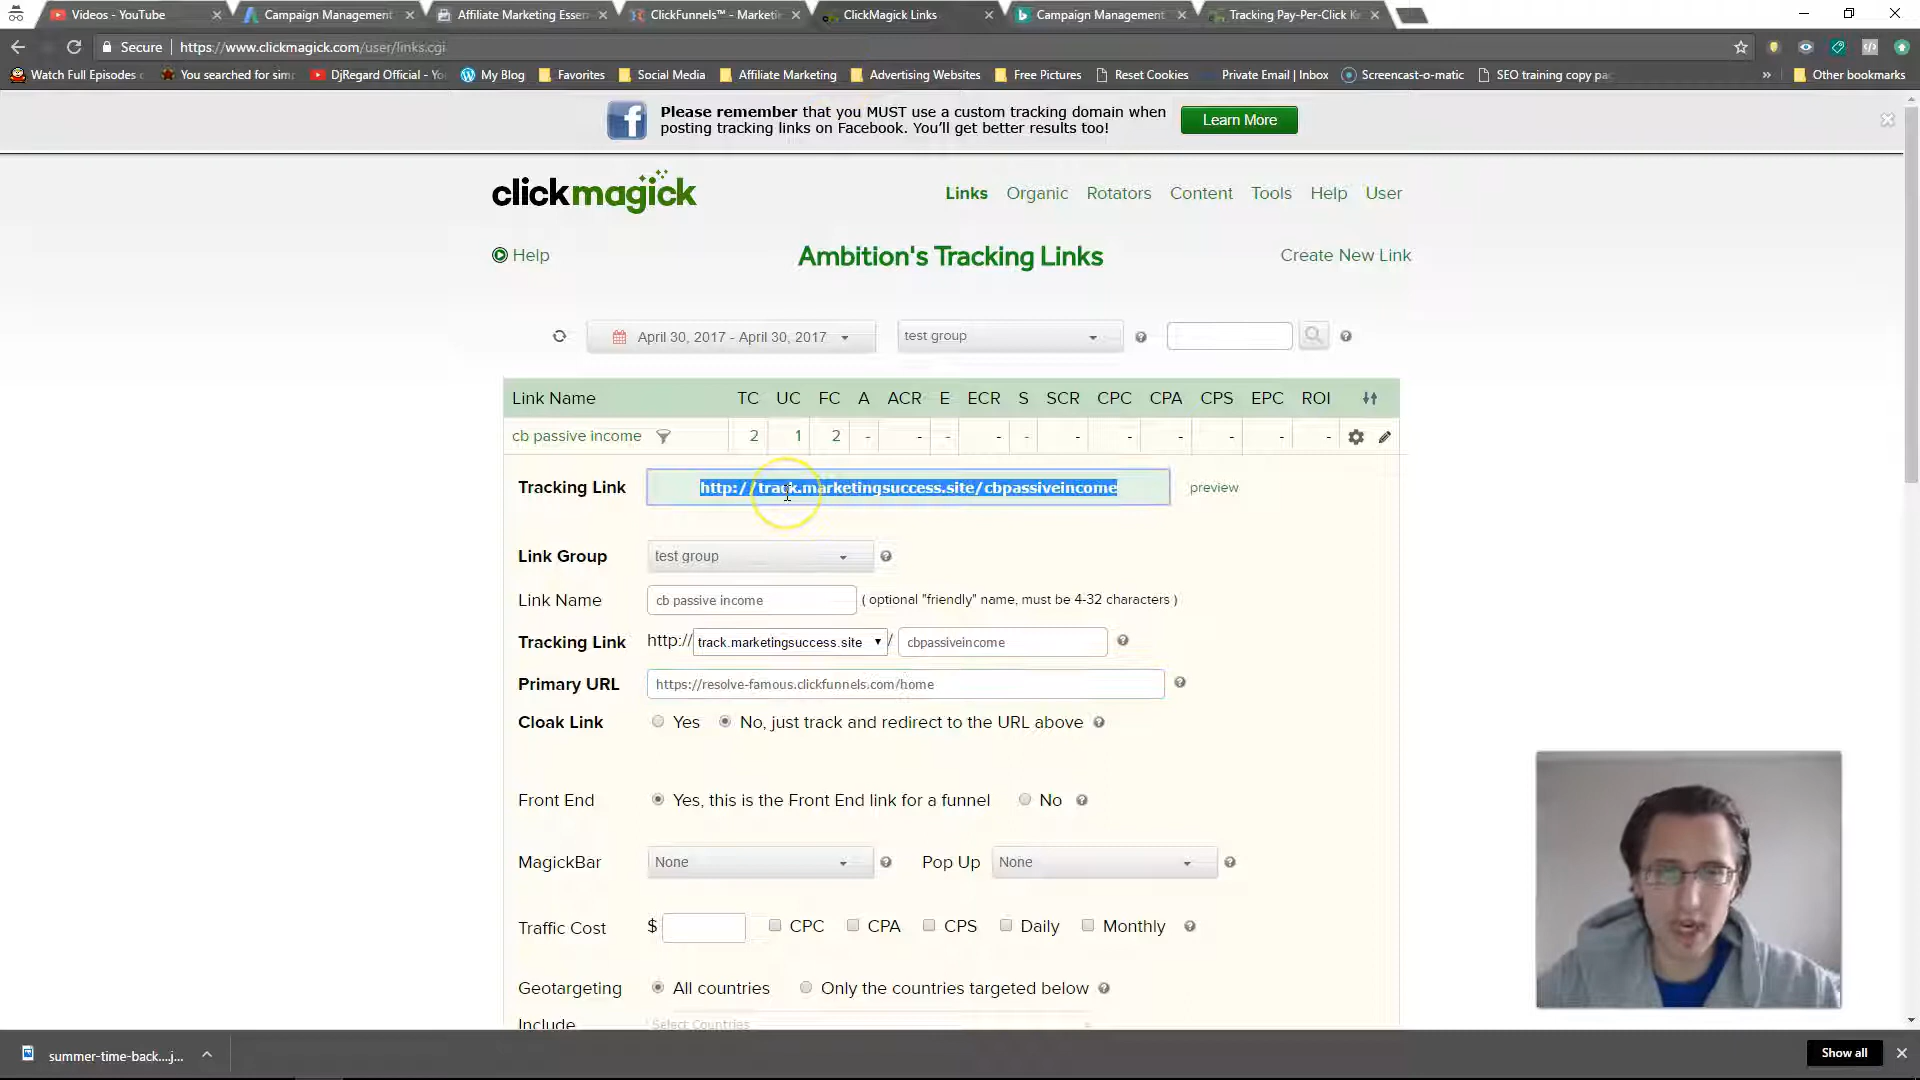 Videos - YouTube
Campaign Management
Affiliate Marketing Essen
ClickFunnels™ - Marketin
ClickMagick Links
Campaign Management
Tracking Pay-Per-Click K
Secure https://www.clickmagick.com/user/links.cgi
Watch Full Episodes
You searched for sim
DjRegard Official - Yo
My Blog
Favorites
Social Media
Affiliate Marketing
Advertising Websites
Free Pictures
Reset Cookies
Private Email | Inbox
Screencast-o-matic
SEO training copy pa
Other bookmarks
Please remember that you MUST use a custom tracking domain when
posting tracking links on Facebook. You'll get better results too!
Learn More
clickmagick
Links Organic Rotators Content Tools Help User
Help
Ambition's Tracking Links
Create New Link
April 30, 2017 - April 30, 2017
test group
Link Name TC UC FC A ACR E ECR S SCR CPC CPA CPS EPC ROI
cb passive income 2 1 2 - - - - - - - - - - -
Tracking Link http://track.marketingsuccess.site/cbpassiveincome preview
Link Group test group
Link Name cb passive income ( optional "friendly" name, must be 4-32 characters )
Tracking Link http:// track.marketingsuccess.site / cbpassiveincome
Primary URL https://resolve-famous.clickfunnels.com/home
Cloak Link Yes No, just track and redirect to the URL above
Front End Yes, this is the Front End link for a funnel No
MagickBar None Pop Up None
Traffic Cost $ CPC CPA CPS Daily Monthly
Geotargeting All countries Only the countries targeted below
Include Select Countries
summer-time-back....j...
Show all